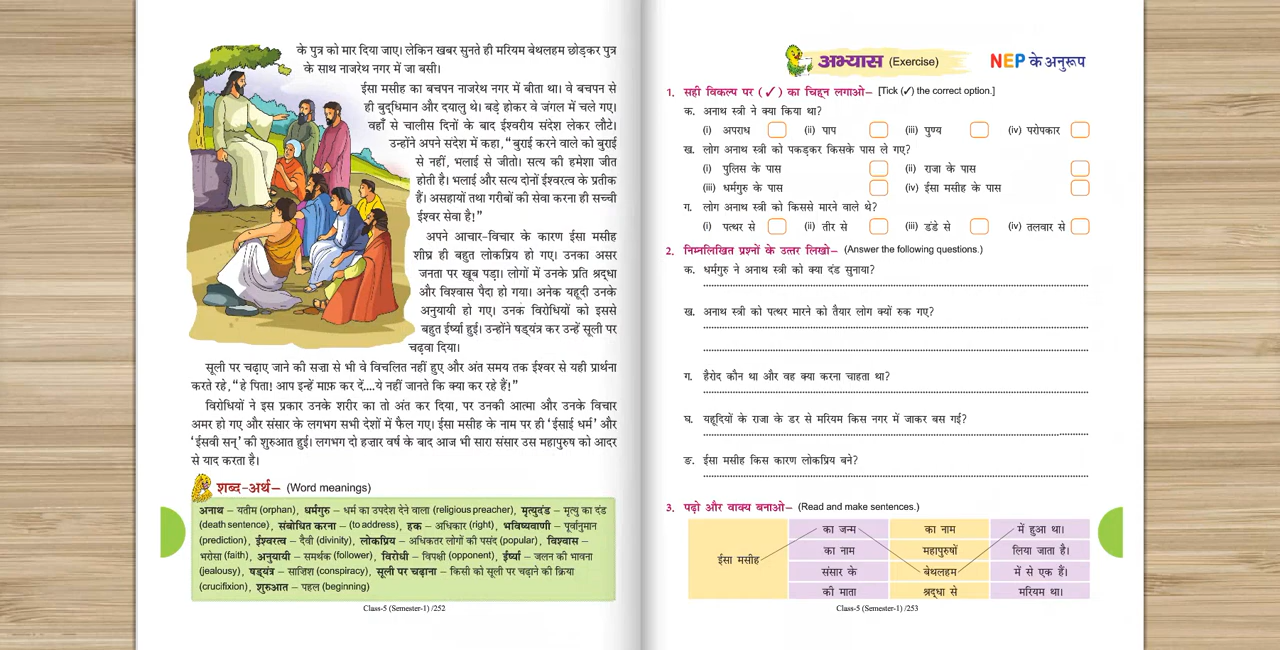 के पुत्र को मार दिया जाए। लेकिन खबर सुनते ही मरियम बेथलहम छोड़कर पुत्र
के साथ नाजरेथ नगर में जा बसी।
ईसा मसीह का बचपन नाजरेथ नगर में बीता था। वे बचपन से
ही बुद्धिमान और दयालु थे। बड़े होकर वे जंगल में चले गए।
वहाँ से चालीस दिनों के बाद ईश्वरीय संदेश लेकर लौटे।
उन्होंने अपने संदेश में कहा, “बुराई करने वाले को बुराई
से नहीं, भलाई से जीतो। सत्य की हमेशा जीत
होती है। भलाई और सत्य दोनों ईश्वरत्व के प्रतीक
हैं। असहायों तथा गरीबों की सेवा करना ही सच्ची
ईश्वर सेवा है!”
अपने आचार-विचार के कारण ईसा मसीह
शीघ्र ही बहुत लोकप्रिय हो गए। उनका असर
जनता पर खूब पड़ा। लोगों में उनके प्रति श्रद्धा
और विश्वास पैदा हो गया। अनेक यहूदी उनके
अनुयायी हो गए। उनके विरोधियों को इससे
बहुत ईर्ष्या हुई। उन्होंने षड्यंत्र कर उन्हें सूली पर
चढ़वा दिया।
सूली पर चढ़ाए जाने की सजा से भी वे विचलित नहीं हुए और अंत समय तक ईश्वर से यही प्रार्थना
करते रहे, “हे पिता! आप इन्हें माफ़ कर दें....ये नहीं जानते कि क्या कर रहे हैं!”
विरोधियों ने इस प्रकार उनके शरीर का तो अंत कर दिया, पर उनकी आत्मा और उनके विचार
अमर हो गए और संसार के लगभग सभी देशों में फैल गए। ईसा मसीह के नाम पर ही ‘ईसाई धर्म’ और
‘ईसवी सन्’ की शुरुआत हुई। लगभग दो हज़ार वर्ष के बाद आज भी सारा संसार उस महापुरुष को आदर
से याद करता है।
शब्द-अर्थ– (Word meanings)
अनाथ – यतीम (orphan), धर्मगुरु – धर्म का उपदेश देने वाला (religious preacher), मृत्युदंड – मृत्यु का दंड
(death sentence), संबोधित करना – (to address), हक – अधिकार (right), भविष्यवाणी – पूर्वानुमान
(prediction), ईश्वरत्व – दैवी (divinity), लोकप्रिय – अधिकतर लोगों की पसंद (popular), विश्वास –
भरोसा (faith), अनुयायी – समर्थक (follower), विरोधी – विपक्षी (opponent), ईर्ष्या – जलन की भावना
(jealousy), षड्यंत्र – साज़िश (conspiracy), सूली पर चढ़ाना – किसी को सूली पर चढ़ाने की क्रिया
(crucifixion), शुरुआत – पहल (beginning)
Class-5 (Semester-1) /252
अभ्यास (Exercise) NEP के अनुरूप
1. सही विकल्प पर (✓) का चिह्न लगाओ– [Tick (✓) the correct option.]
क. अनाथ स्त्री ने क्या किया था?
(i) अपराध (ii) पाप (iii) पुण्य (iv) परोपकार
ख. लोग अनाथ स्त्री को पकड़कर किसके पास ले गए?
(i) पुलिस के पास (ii) राजा के पास
(iii) धर्मगुरु के पास (iv) ईसा मसीह के पास
ग. लोग अनाथ स्त्री को किससे मारने वाले थे?
(i) पत्थर से (ii) तीर से (iii) डंडे से (iv) तलवार से
2. निम्नलिखित प्रश्नों के उत्तर लिखो– (Answer the following questions.)
क. धर्मगुरु ने अनाथ स्त्री को क्या दंड सुनाया?
ख. अनाथ स्त्री को पत्थर मारने को तैयार लोग क्यों रुक गए?
ग. हैरोद कौन था और वह क्या करना चाहता था?
घ. यहूदियों के राजा के डर से मरियम किस नगर में जाकर बस गई?
ङ. ईसा मसीह किस कारण लोकप्रिय बने?
3. पढ़ो और वाक्य बनाओ– (Read and make sentences.)
का जन्म का नाम में हुआ था।
ईसा मसीह का नाम महापुरुषों लिया जाता है।
संसार के बेथलहम में से एक हैं।
की माता श्रद्धा से मरियम था।
Class-5 (Semester-1) /253